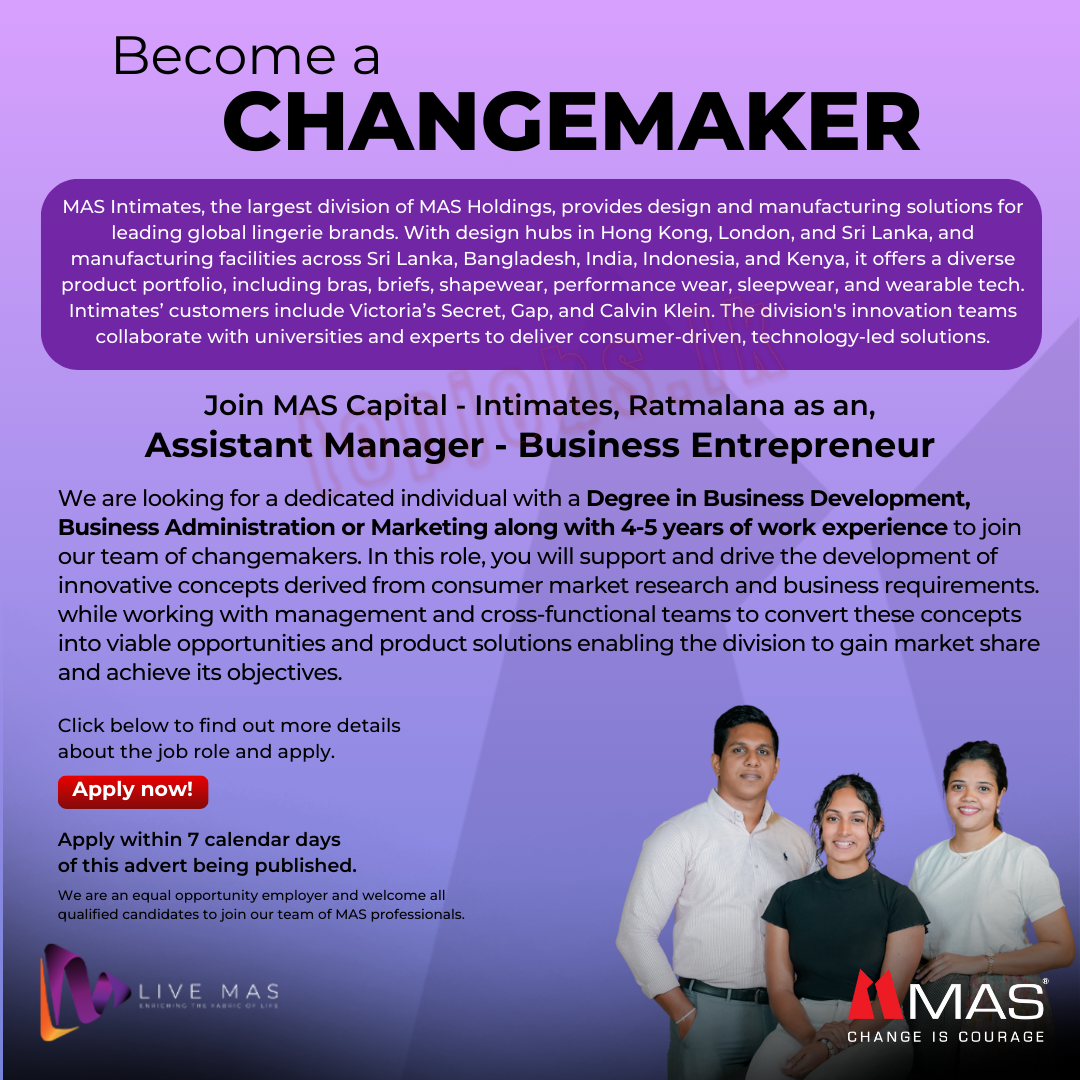 Become a
CHANGEMAKER
MAS Intimates, the largest division of MAS Holdings, provides design and manufacturing solutions for
leading global lingerie brands. With design hubs in Hong Kong, London, and Sri Lanka, and
manufacturing facilities across Sri Lanka, Bangladesh, India, Indonesia, and Kenya, it offers a diverse
product portfolio, including bras, briefs, shapewear, performance wear, sleepwear, and wearable tech.
Intimates’ customers include Victoria’s Secret, Gap, and Calvin Klein. The division's innovation teams
collaborate with universities and experts to deliver consumer-driven, technology-led solutions.
Join MAS Capital - Intimates, Ratmalana as an,
Assistant Manager - Business Entrepreneur
We are looking for a dedicated individual with a Degree in Business Development,
Business Administration or Marketing along with 4-5 years of work experience to join
our team of changemakers. In this role, you will support and drive the development of
innovative concepts derived from consumer market research and business requirements.
while working with management and cross-functional teams to convert these concepts
into viable opportunities and product solutions enabling the division to gain market share
and achieve its objectives.
Click below to find out more details
about the job role and apply.
Apply now!
Apply within 7 calendar days
of this advert being published.
We are an equal opportunity employer and welcome all
qualified candidates to join our team of MAS professionals.
LIVE MAS
ENRICHING THE FABRIC OF LIFE
MAS®
CHANGE IS COURAGE